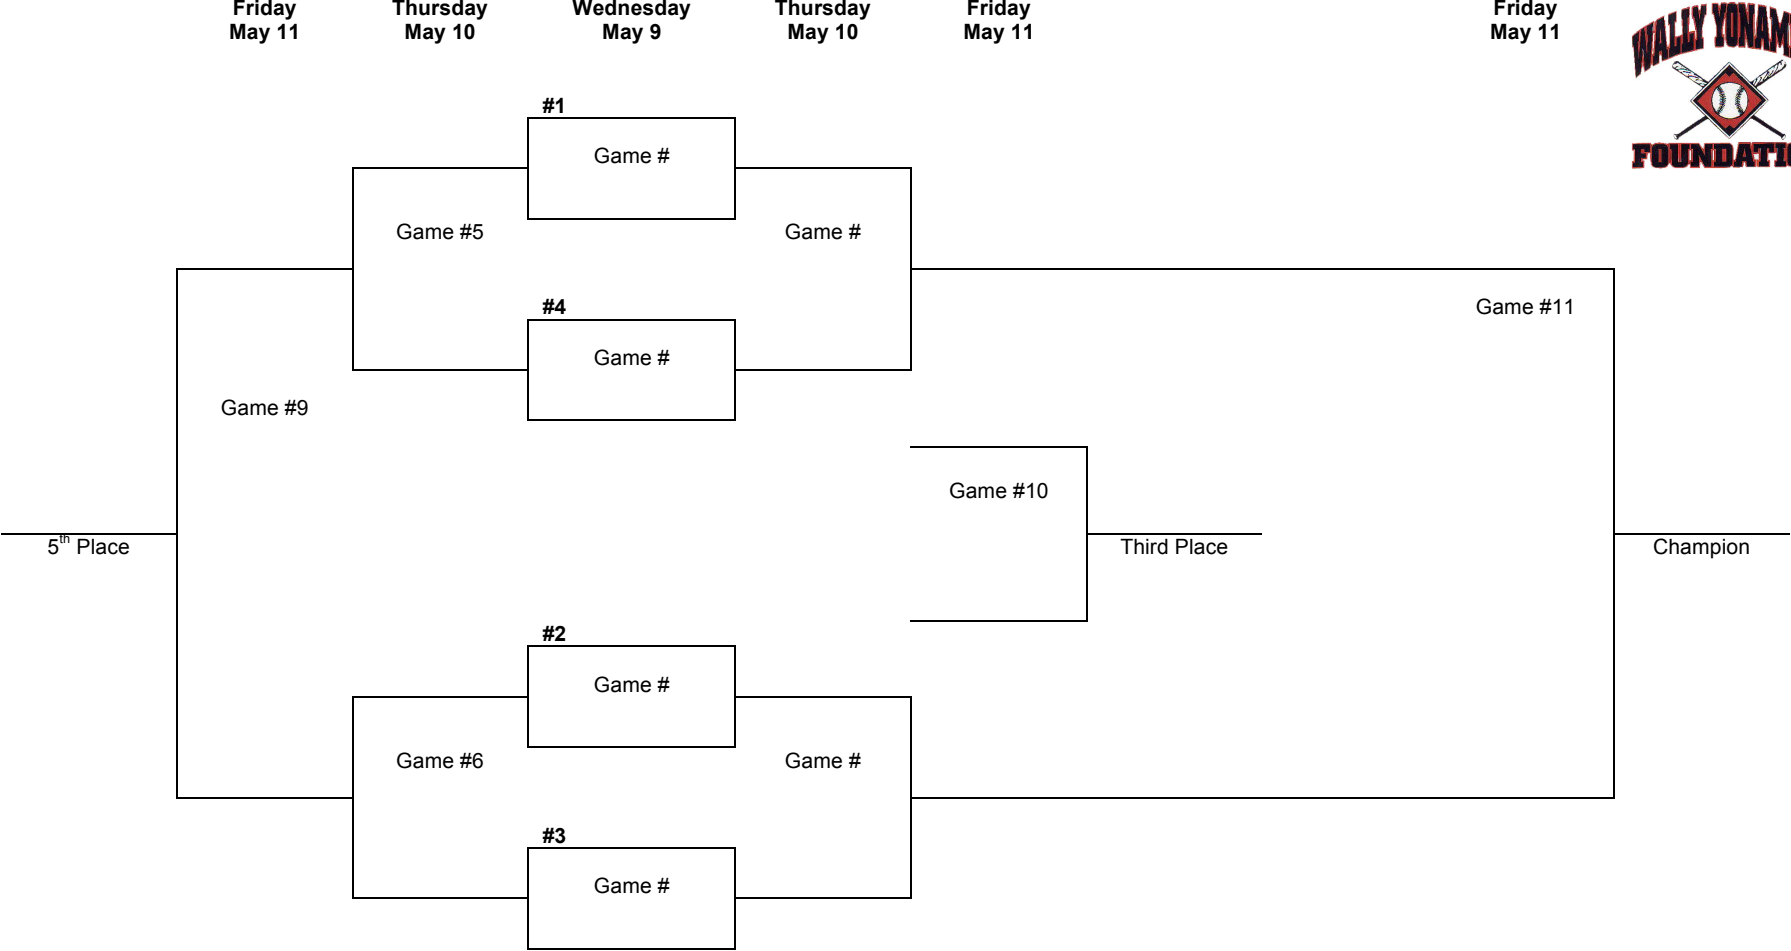 Friday Thursday Wednesday Thursday Friday Friday
May 11 May 10 May 9 May 10 May 11 May 11
WALLY YONAM
FOUNDATI
#1
Game #
Game #5 Game #
#4
Game #11
Game #
Game #9
Game #10
5th Place Third Place Champion
#2
Game #
Game #6 Game #
#3
Game #